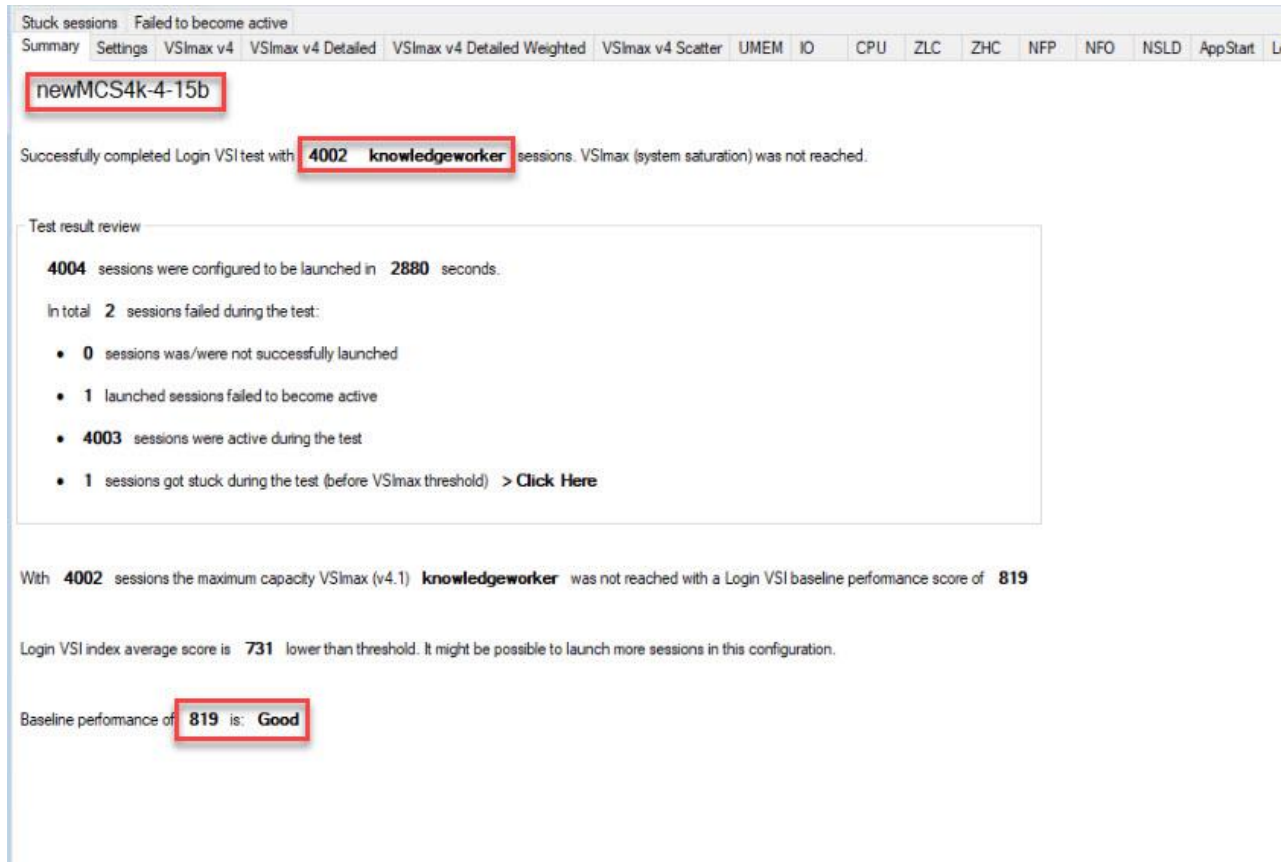 Stuck sessions Failed to become active
Summary Settings VSImax v4 VSImax v4 Detailed VSImax v4 Detailed Weighted VSImax v4 Scatter UMEM IO CPU ZLC ZHC NFP NFO NSLD AppStart
newMCS4k-4-15b
Successfully completed Login VSI test with 4002 knowledgeworker sessions. VSImax (system saturation) was not reached.
Test result review
4004 sessions were configured to be launched in 2880 seconds.
In total 2 sessions failed during the test:
• 0 sessions was/were not successfully launched
• 1 launched sessions failed to become active
• 4003 sessions were active during the test
• 1 sessions got stuck during the test (before VSImax threshold) > Click Here
With 4002 sessions the maximum capacity VSImax (v4.1) knowledgeworker was not reached with a Login VSI baseline performance score of 819
Login VSI index average score is 731 lower than threshold. It might be possible to launch more sessions in this configuration.
Baseline performance of 819 is: Good